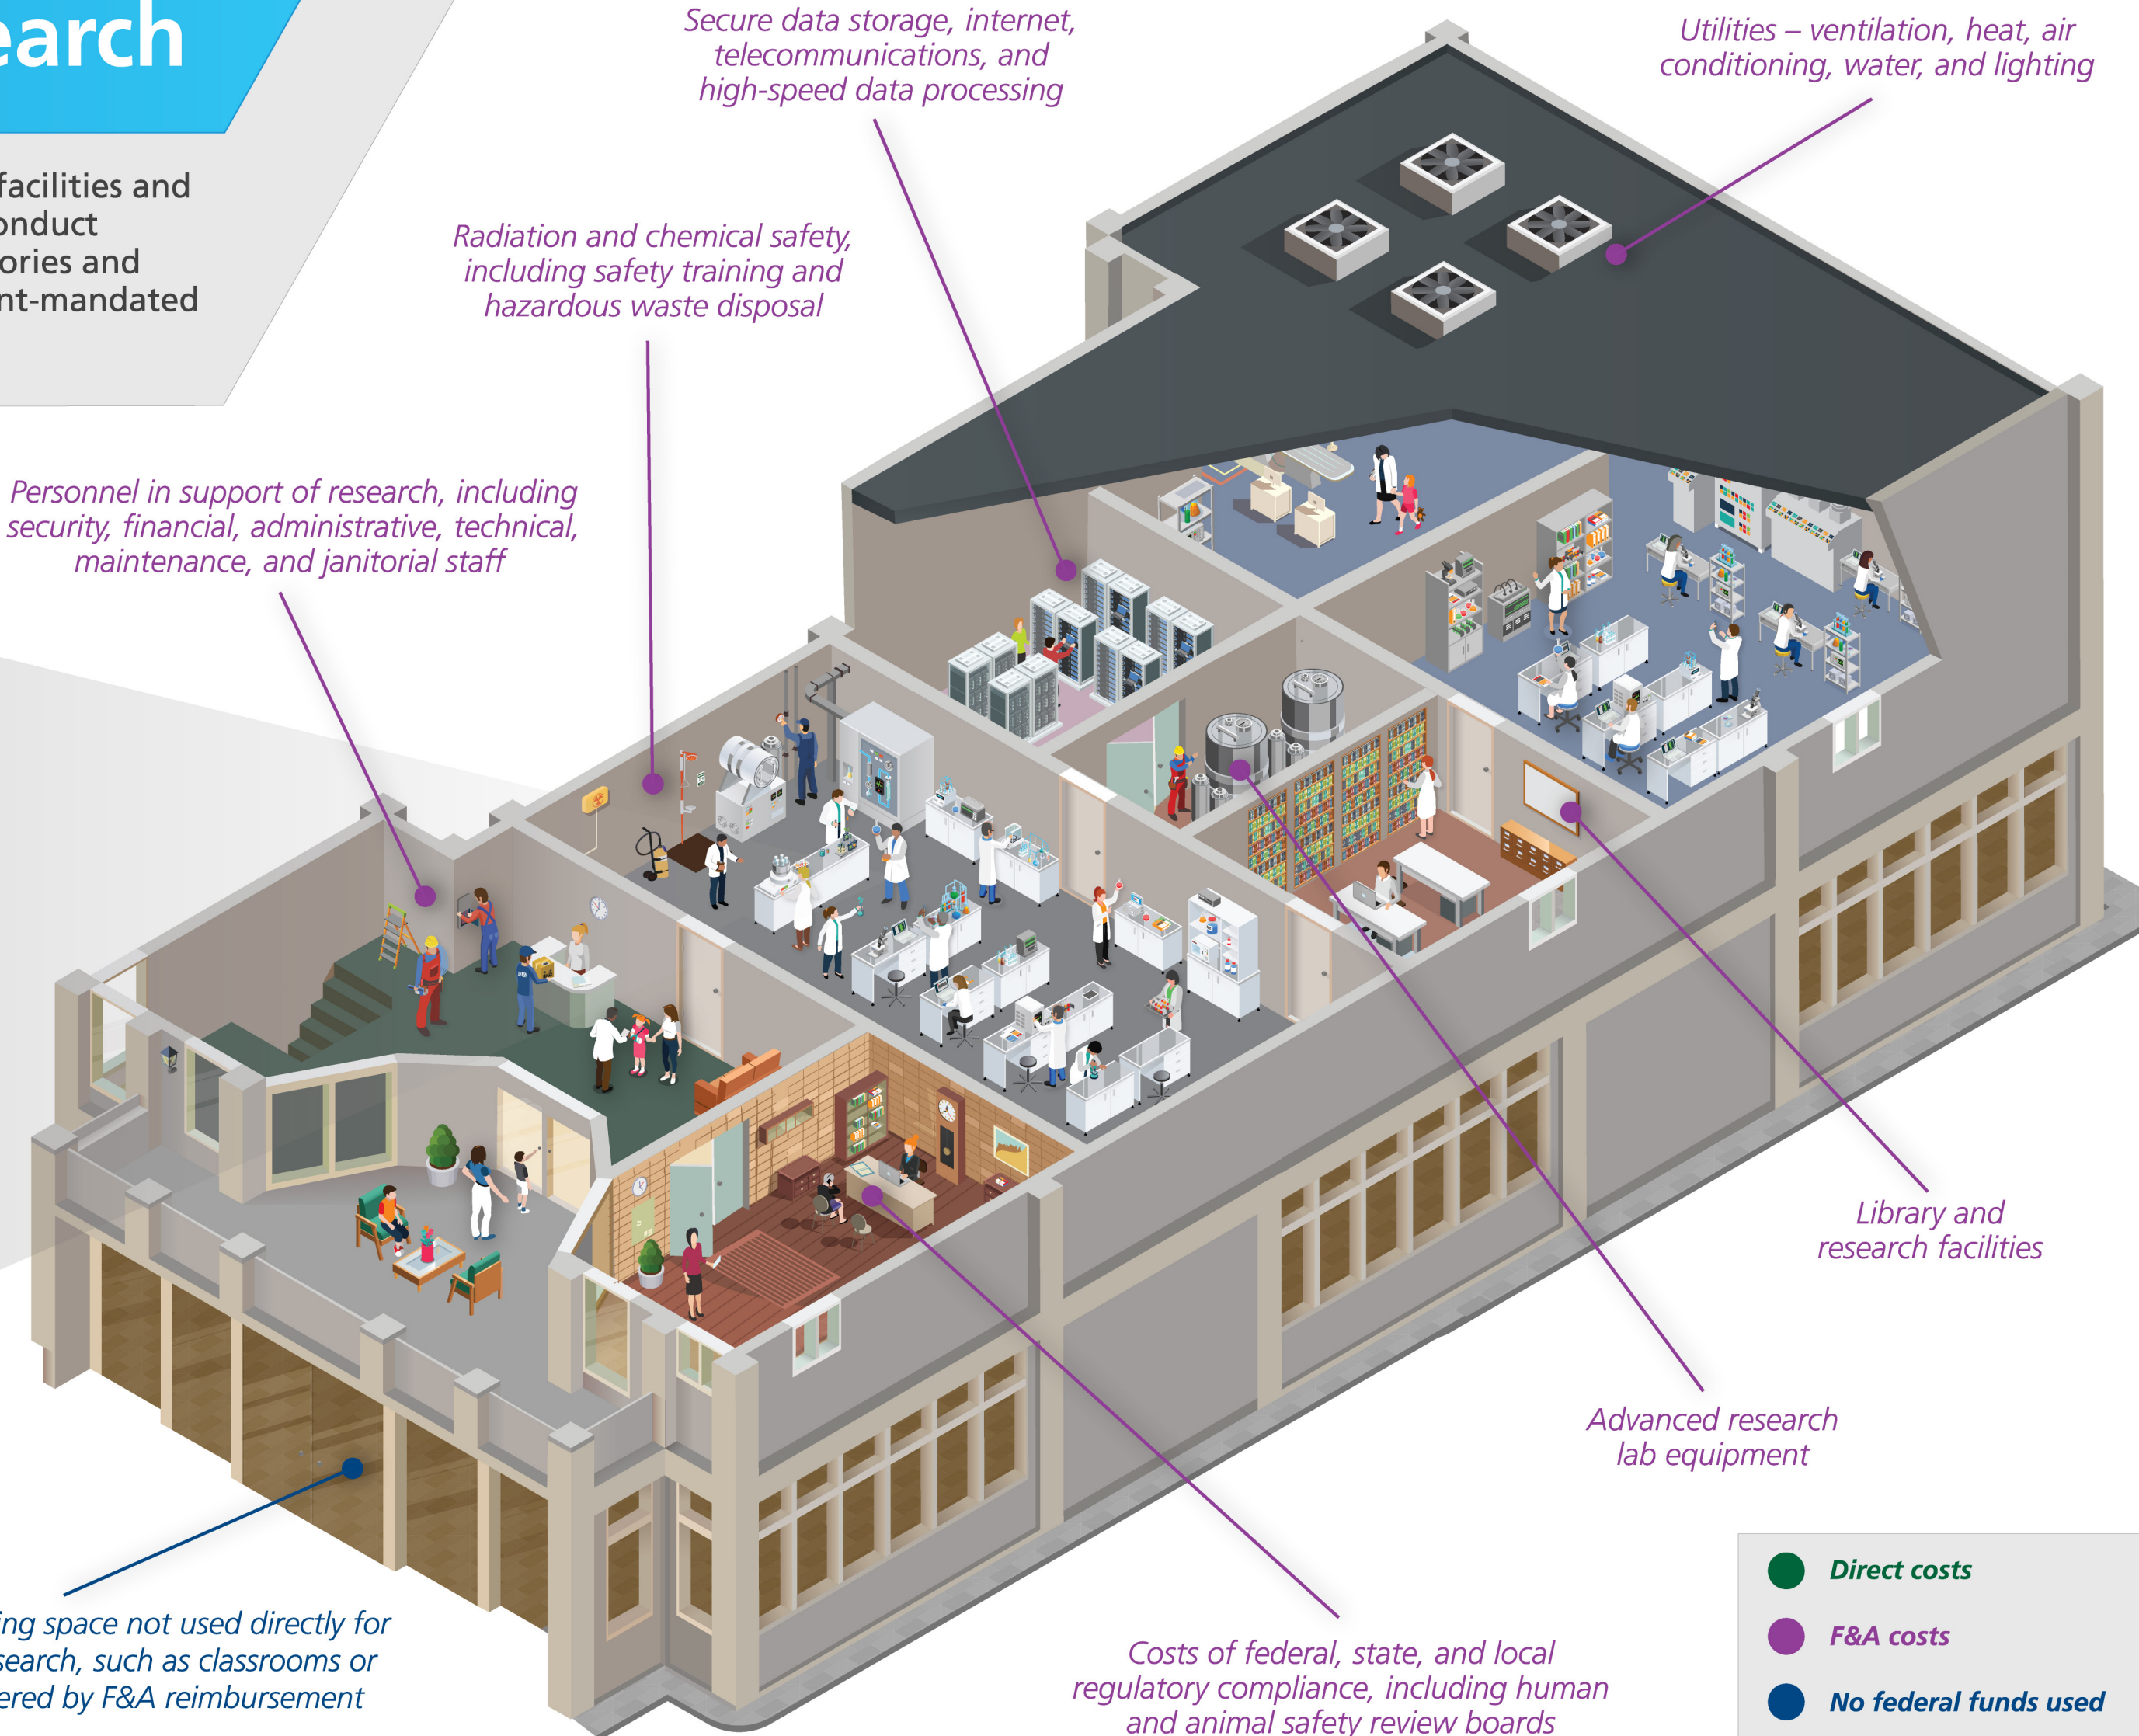 earch
facilities and
onduct
ories and
nt-mandated
Secure data storage, internet,
telecommunications, and
high-speed data processing
Utilities – ventilation, heat, air
conditioning, water, and lighting
Radiation and chemical safety,
including safety training and
hazardous waste disposal
Personnel in support of research, including
security, financial, administrative, technical,
maintenance, and janitorial staff
Library and
research facilities
Advanced research
lab equipment
ing space not used directly for
search, such as classrooms or
ered by F&A reimbursement
Costs of federal, state, and local
regulatory compliance, including human
and animal safety review boards
Direct costs
F&A costs
No federal funds used